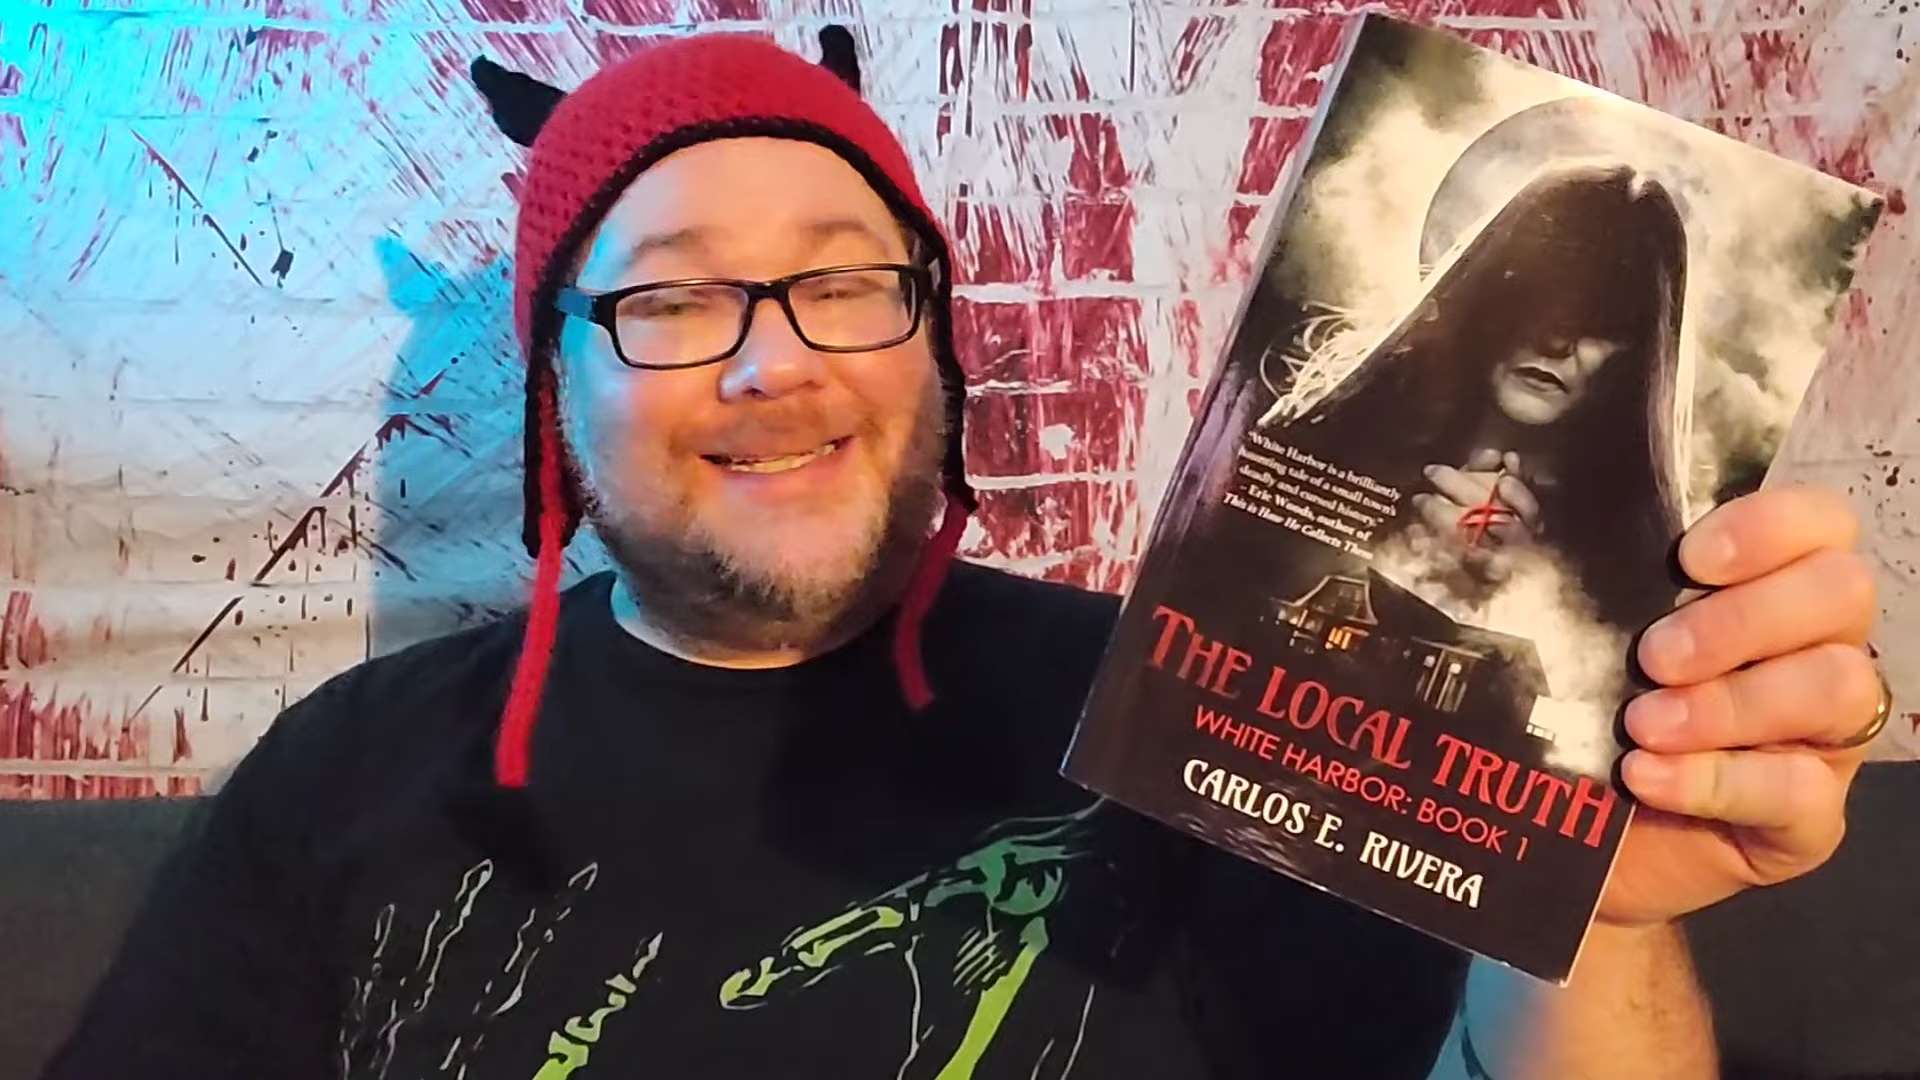 "White Harbor is a brilliantly
haunting tale of a small town's
deadly and cursed history."
- Eric Woods, author of
This is How He Collects Them
THE LOCAL TRUTH
WHITE HARBOR: BOOK 1
CARLOS E. RIVERA